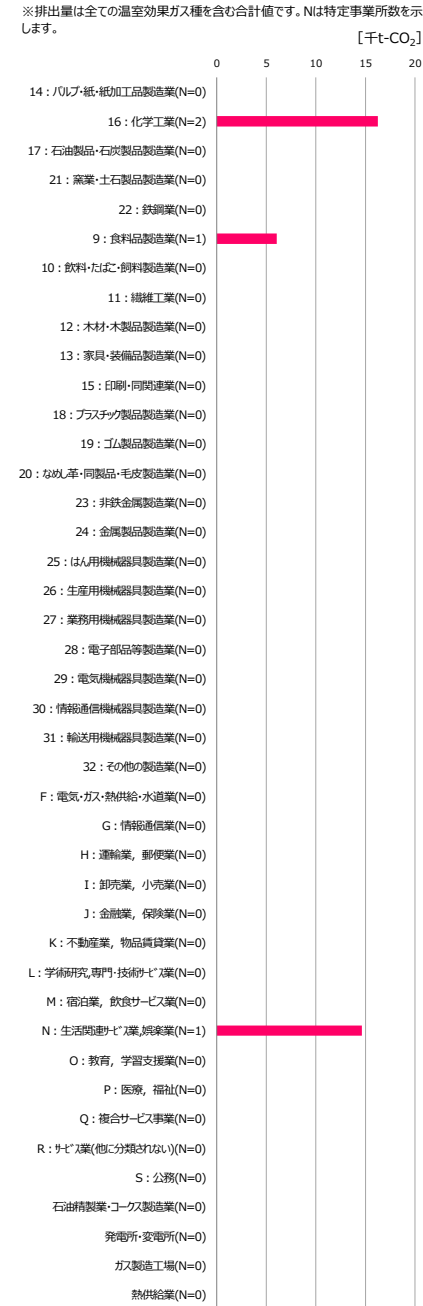 ※排出量は全ての温室効果ガス種を含む合計値です。Nは特定事業所数を示
します。
[千t-CO₂]
0 5 10 15 20
14：パルプ・紙・紙加工品製造業(N=0)
16：化学工業(N=2)
17：石油製品・石炭製品製造業(N=0)
21：窯業・土石製品製造業(N=0)
22：鉄鋼業(N=0)
9：食料品製造業(N=1)
10：飲料・たばこ・飼料製造業(N=0)
11：繊維工業(N=0)
12：木材・木製品製造業(N=0)
13：家具・装備品製造業(N=0)
15：印刷・同関連業(N=0)
18：プラスチック製品製造業(N=0)
19：ゴム製品製造業(N=0)
20：なめし革・同製品・毛皮製造業(N=0)
23：非鉄金属製造業(N=0)
24：金属製品製造業(N=0)
25：はん用機械器具製造業(N=0)
26：生産用機械器具製造業(N=0)
27：業務用機械器具製造業(N=0)
28：電子部品等製造業(N=0)
29：電気機械器具製造業(N=0)
30：情報通信機械器具製造業(N=0)
31：輸送用機械器具製造業(N=0)
32：その他の製造業(N=0)
F：電気・ガス・熱供給・水道業(N=0)
G：情報通信業(N=0)
H：運輸業，郵便業(N=0)
I：卸売業，小売業(N=0)
J：金融業，保険業(N=0)
K：不動産業，物品賃貸業(N=0)
L：学術研究,専門・技術ｻｰﾋﾞｽ業(N=0)
M：宿泊業，飲食サービス業(N=0)
N：生活関連ｻｰﾋﾞｽ業,娯楽業(N=1)
O：教育，学習支援業(N=0)
P：医療，福祉(N=0)
Q：複合サービス事業(N=0)
R：ｻｰﾋﾞｽ業(他に分類されない)(N=0)
S：公務(N=0)
石油精製業・コークス製造業(N=0)
発電所・変電所(N=0)
ガス製造工場(N=0)
熱供給業(N=0)